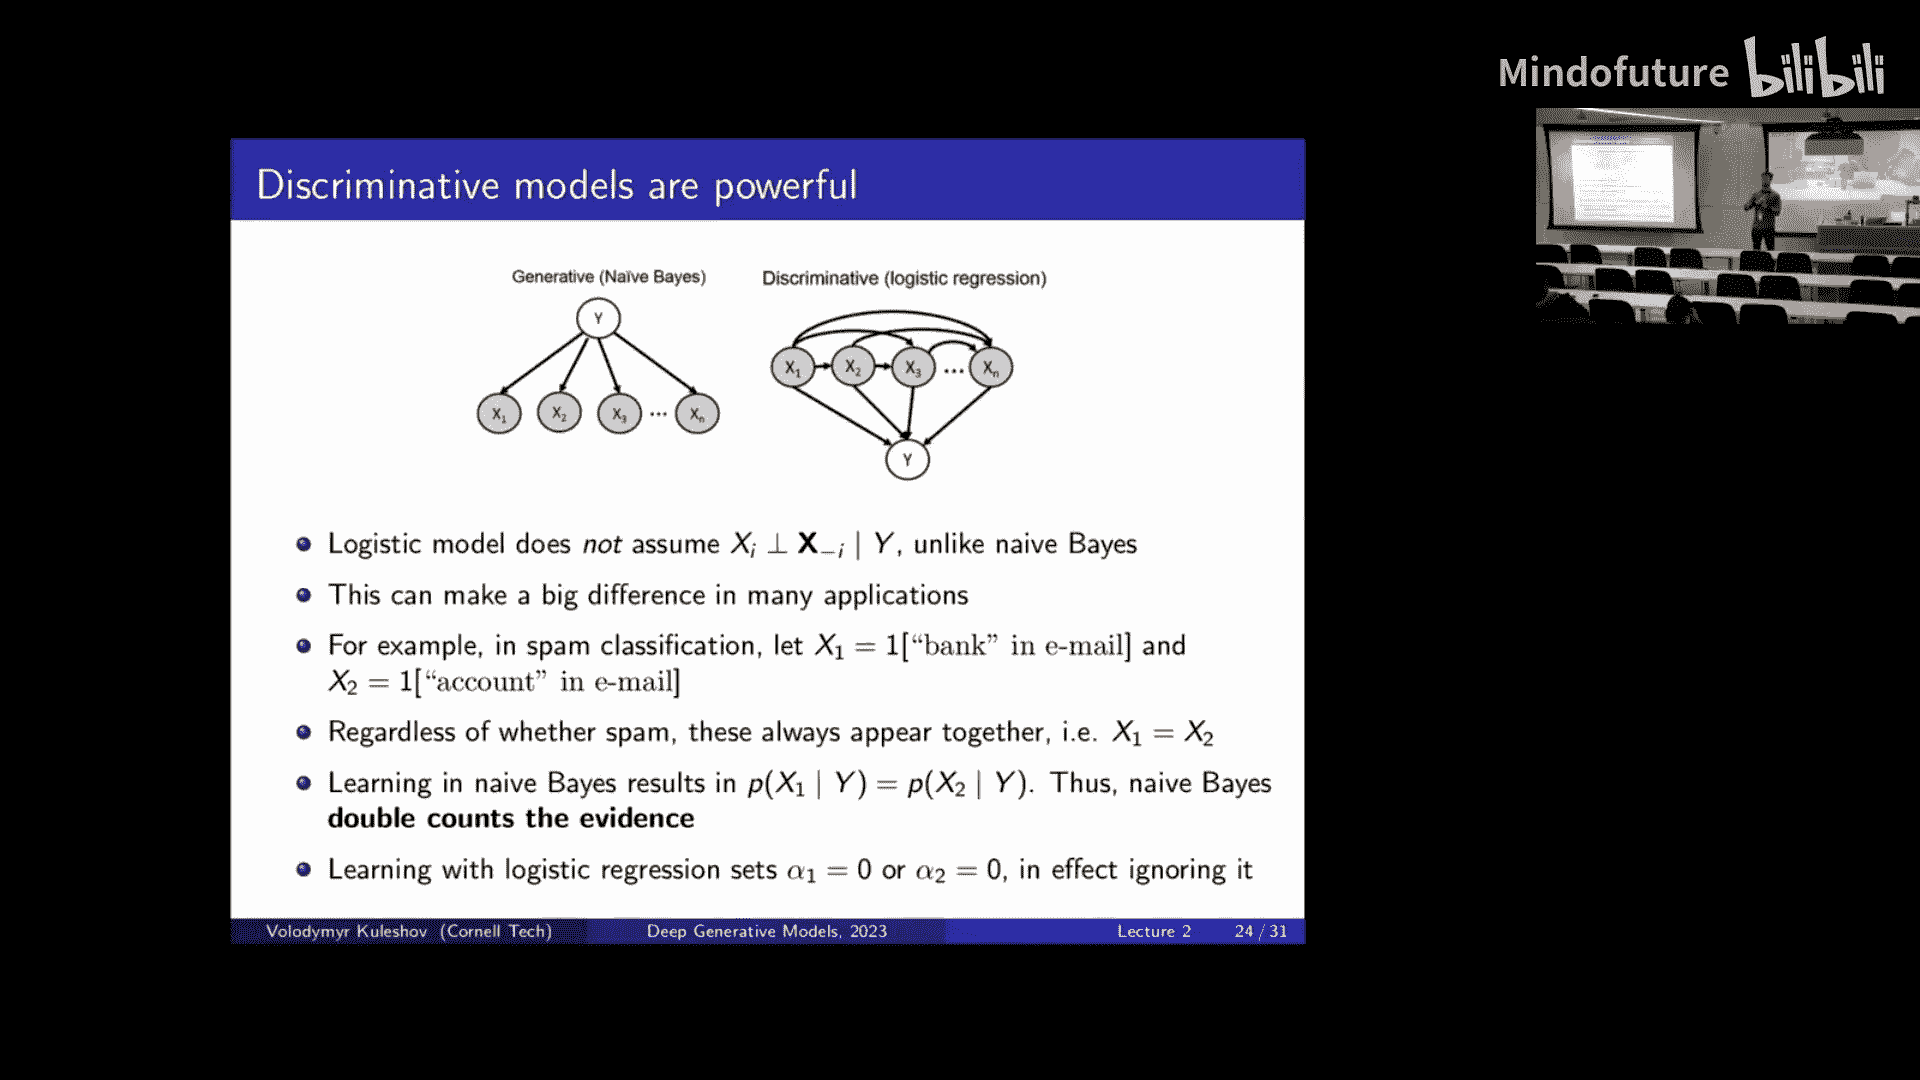 Mindofuture bilibili
Discriminative models are powerful
Generative (Naïve Bayes)
Discriminative (logistic regression)
Y
X₁ X₂ X₃ ... Xₙ
X₁ X₂ X₃ ... Xₙ
Y
Logistic model does not assume Xᵢ ⊥ X₋ᵢ | Y, unlike naive Bayes
This can make a big difference in many applications
For example, in spam classification, let X₁ = 1[“bank” in e-mail] and
X₂ = 1[“account” in e-mail]
Regardless of whether spam, these always appear together, i.e. X₁ = X₂
Learning in naive Bayes results in p(X₁ | Y) = p(X₂ | Y). Thus, naive Bayes
double counts the evidence
Learning with logistic regression sets α₁ = 0 or α₂ = 0, in effect ignoring it
Volodymyr Kuleshov (Cornell Tech) Deep Generative Models, 2023 Lecture 2 24 / 31